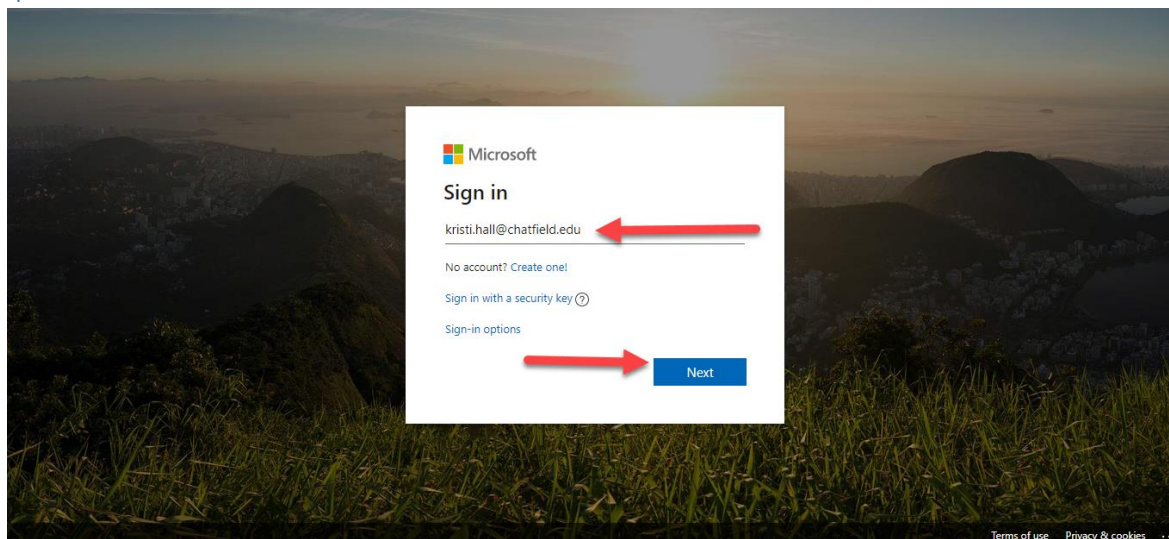 Microsoft
Sign in
kristi.hall@chatfield.edu
No account? Create one!
Sign in with a security key ?
Sign-in options
Next
Terms of use Privacy & cookies